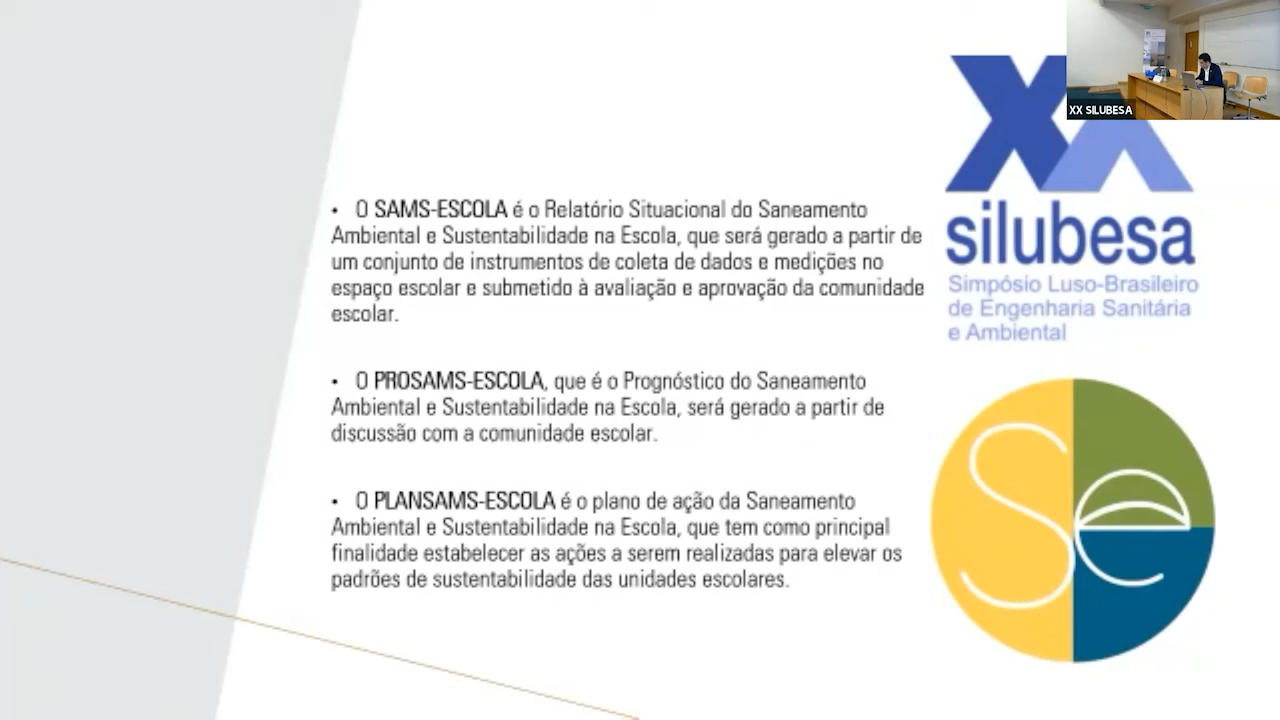 XX SILUBESA
XX
silubesa
Simpósio Luso-Brasileiro
de Engenharia Sanitária
e Ambiental
• O SAMS-ESCOLA é o Relatório Situacional do Saneamento
Ambiental e Sustentabilidade na Escola, que será gerado a partir de
um conjunto de instrumentos de coleta de dados e medições no
espaço escolar e submetido à avaliação e aprovação da comunidade
escolar.
• O PROSAMS-ESCOLA, que é o Prognóstico do Saneamento
Ambiental e Sustentabilidade na Escola, será gerado a partir de
discussão com a comunidade escolar.
• O PLANSAMS-ESCOLA é o plano de ação da Saneamento
Ambiental e Sustentabilidade na Escola, que tem como principal
finalidade estabelecer as ações a serem realizadas para elevar os
padrões de sustentabilidade das unidades escolares.
Se